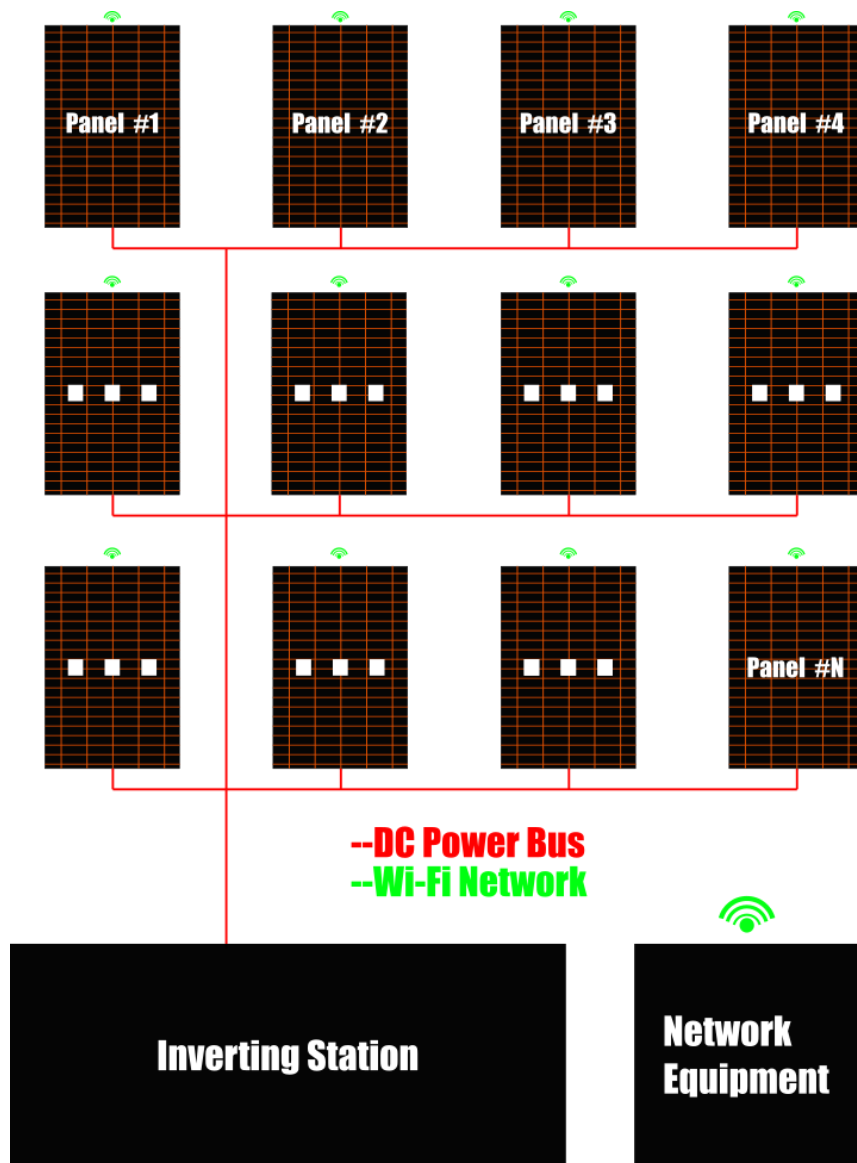 Panel #1
Panel #2
Panel #3
Panel #4
Panel #N
--DC Power Bus
--Wi-Fi Network
Inverting Station
Network
Equipment